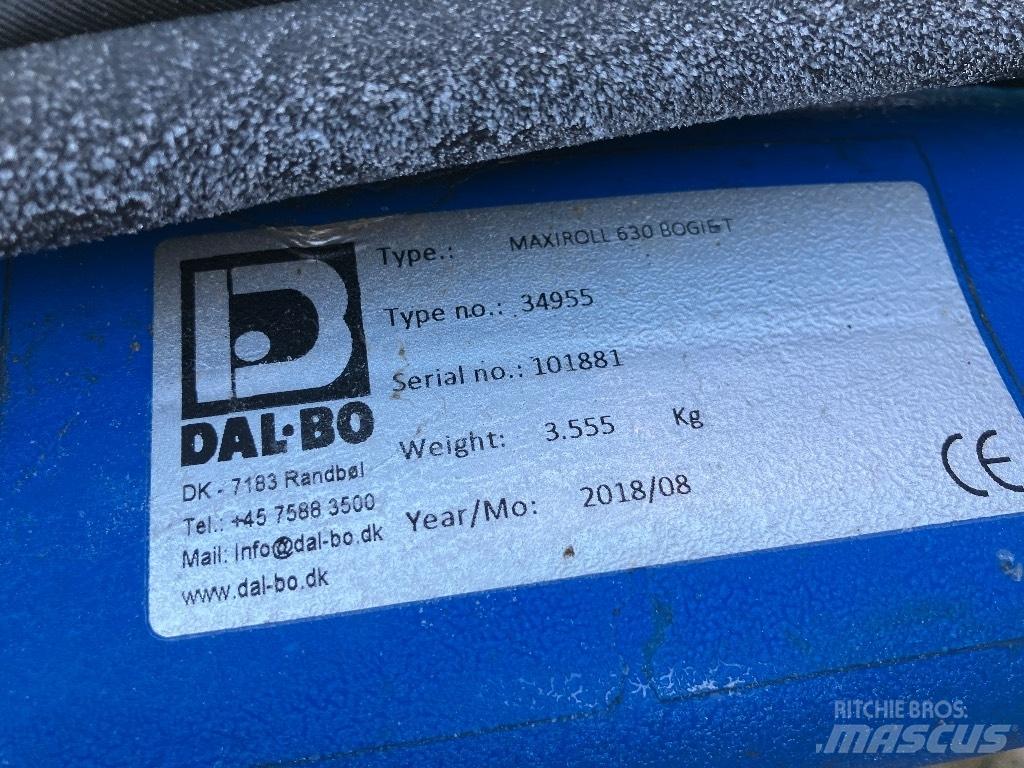 Type.: MAXIROLL 630 BOGIE T
Type no.: 34955
Serial no.: 101881
Weight: 3.555 Kg
Year/Mo: 2018/08
CE
DAL·BO
DK - 7183 Randbøl
Tel.: +45 7588 3500
Mail: Info@dal-bo.dk
www.dal-bo.dk
RITCHIE BROS.
MASCUS